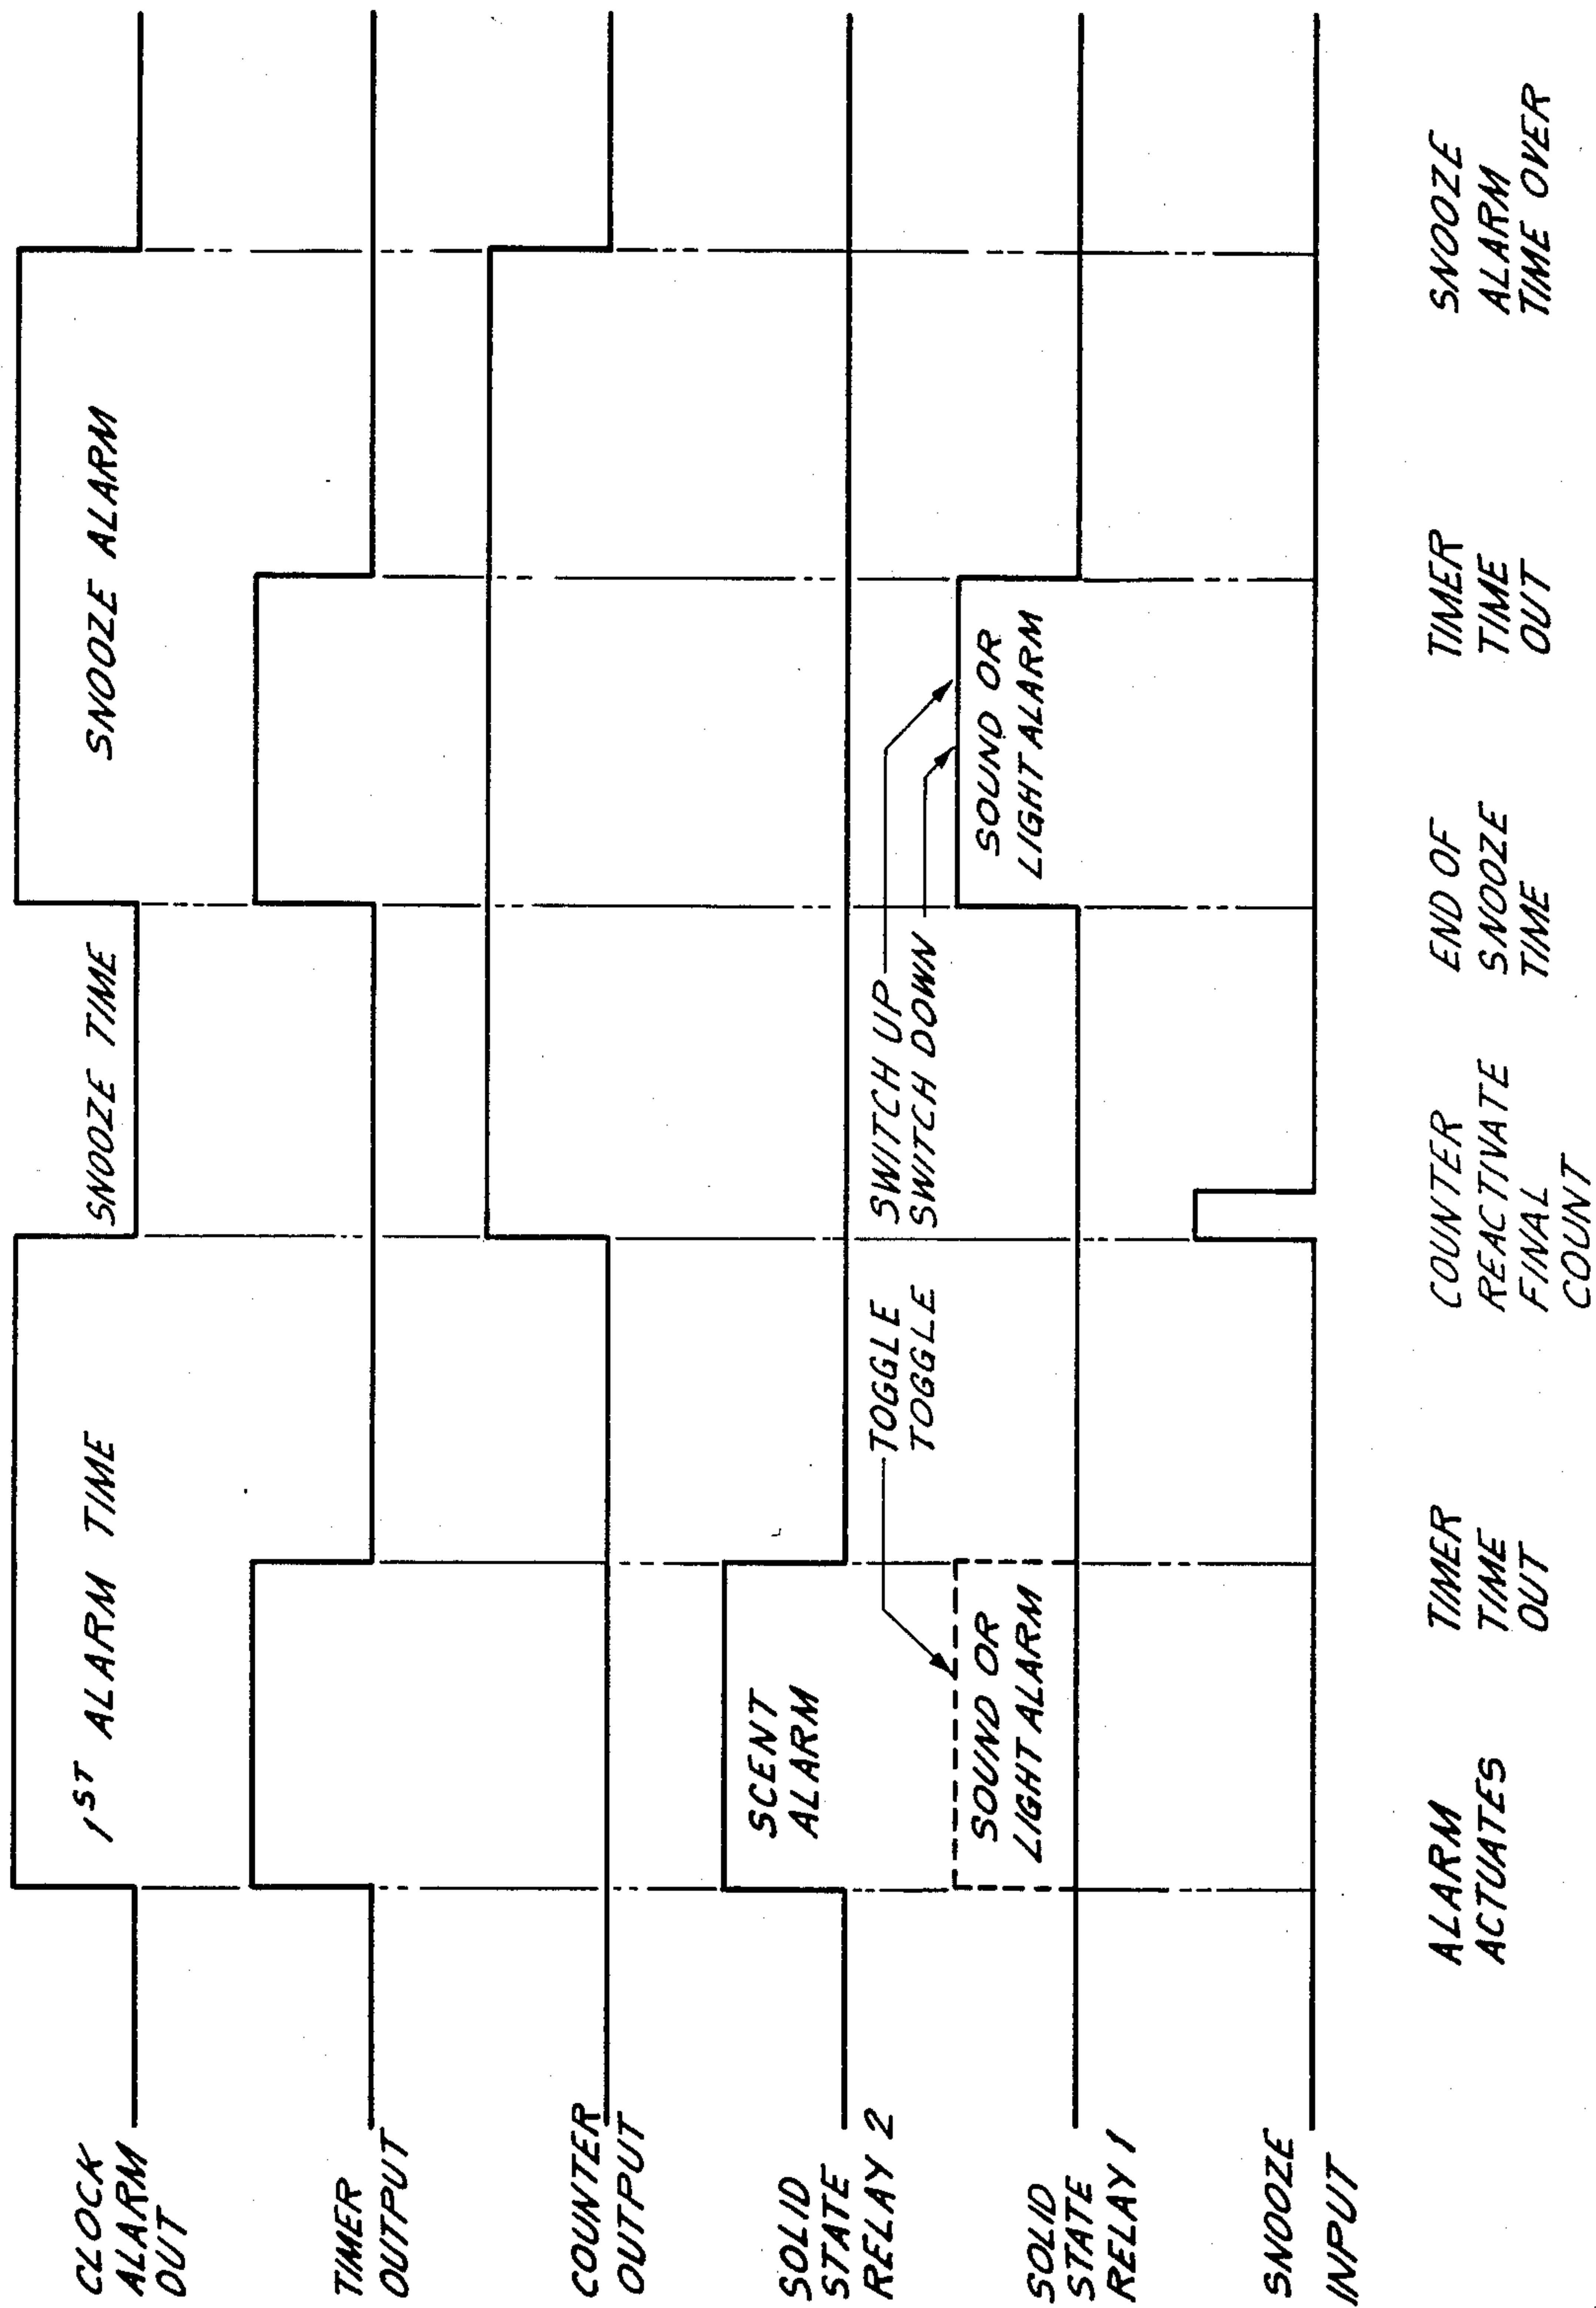 CLOCK
ALARM
OUT
1ST ALARM TIME
SNOOZE TIME
SNOOZE ALARM
TIMER
OUTPUT
COUNTER
OUTPUT
SOLID
STATE
RELAY 2
SCENT
ALARM
TOGGLE SWITCH UP
TOGGLE SWITCH DOWN
SOLID
STATE
RELAY 1
SOUND OR
LIGHT ALARM
SOUND OR
LIGHT ALARM
SNOOZE
INPUT
ALARM
ACTUATES
TIMER
TIME
OUT
COUNTER
REACTIVATE
FINAL
COUNT
END OF
SNOOZE
TIME
TIMER
TIME
OUT
SNOOZE
ALARM
TIME OVER